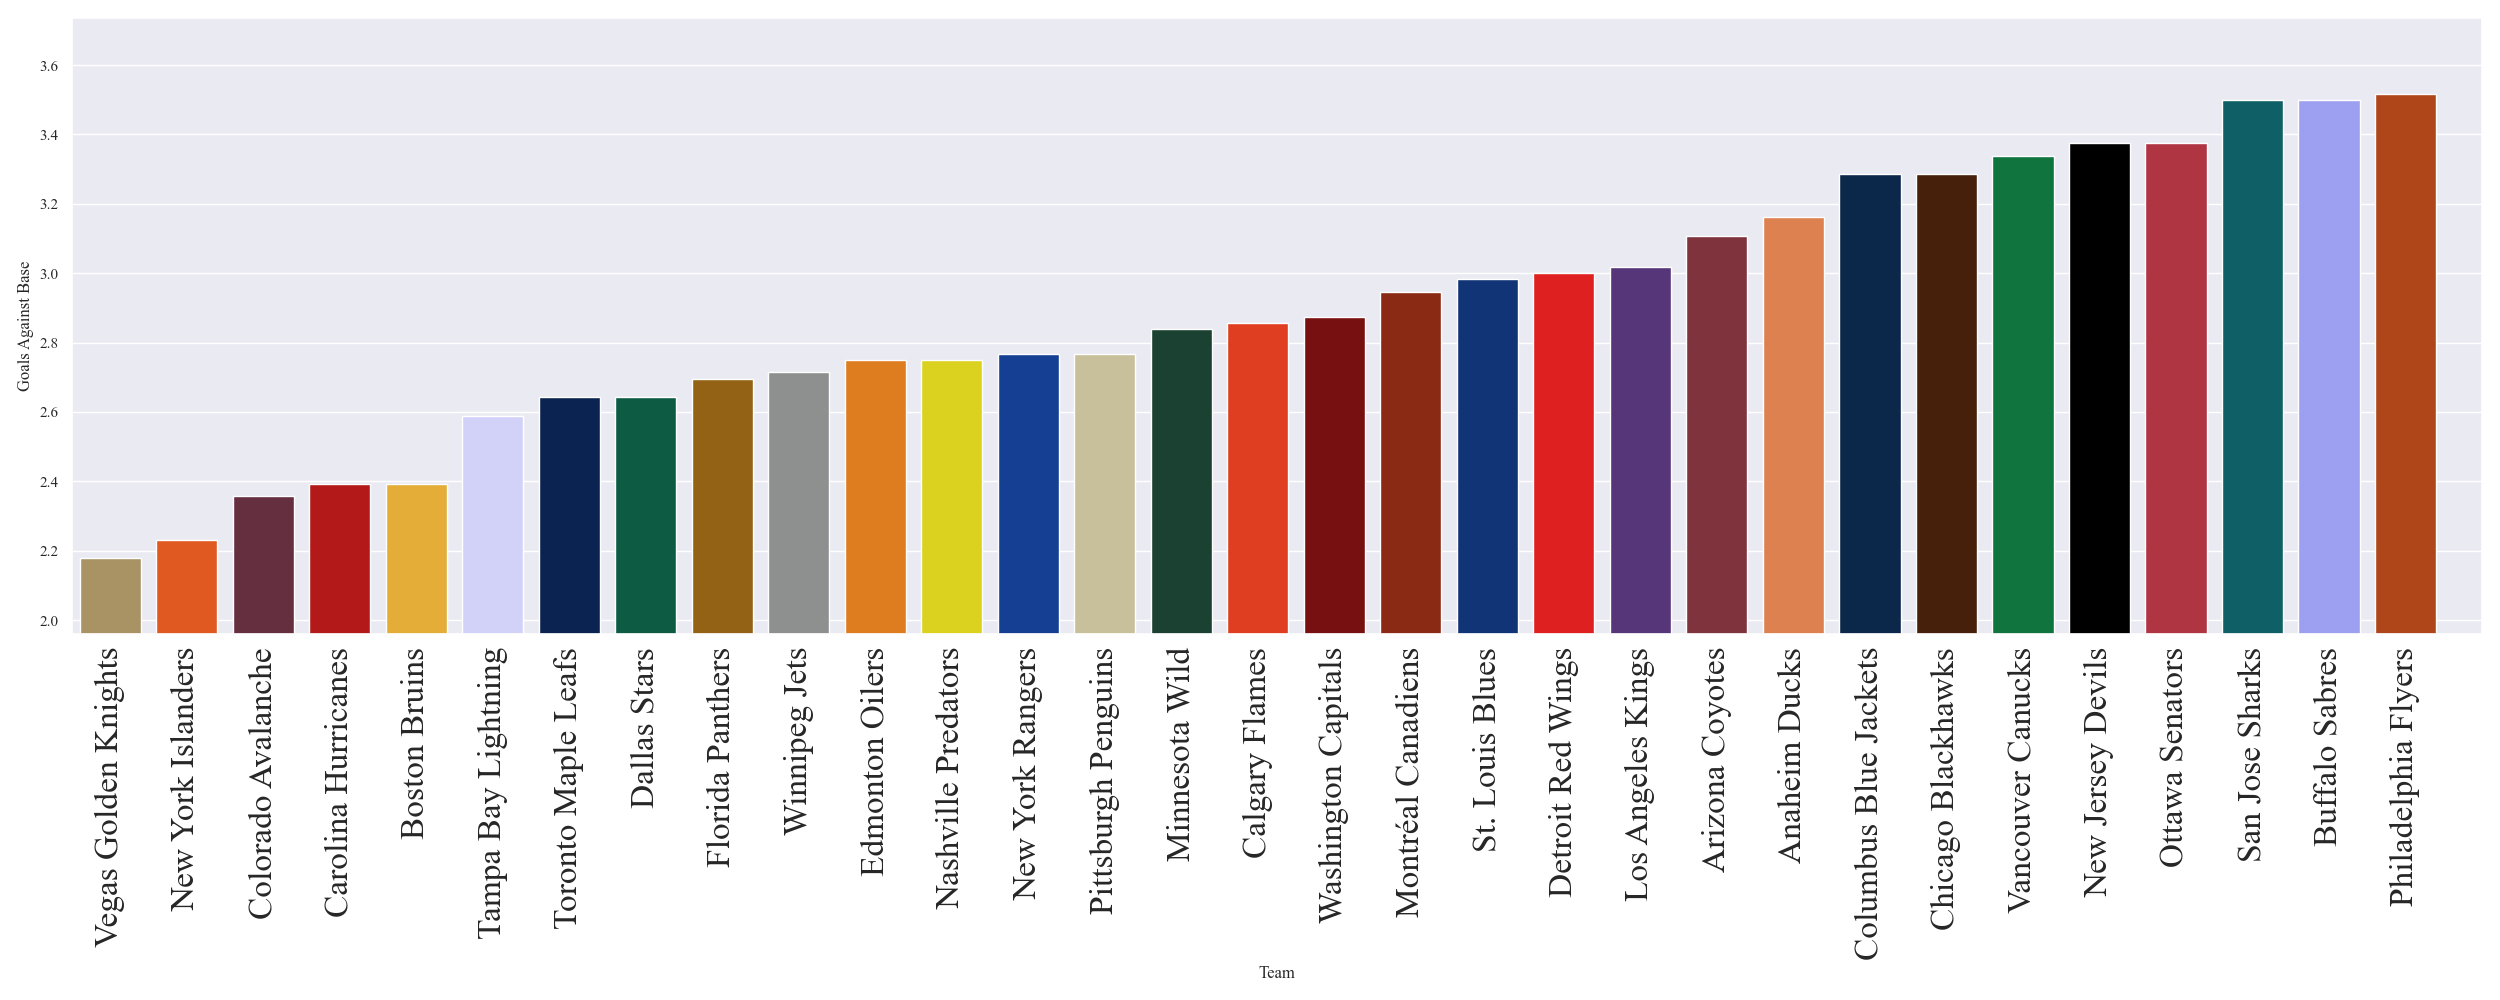 3.6
3.4
3.2
3.0
2.8
2.6
2.4
2.2
2.0
Goals Against Base
Vegas Golden Knights
New York Islanders
Colorado Avalanche
Carolina Hurricanes
Boston Bruins
Tampa Bay Lightning
Toronto Maple Leafs
Dallas Stars
Florida Panthers
Winnipeg Jets
Edmonton Oilers
Nashville Predators
New York Rangers
Pittsburgh Penguins
Minnesota Wild
Calgary Flames
Washington Capitals
Montréal Canadiens
St. Louis Blues
Detroit Red Wings
Los Angeles Kings
Arizona Coyotes
Anaheim Ducks
Columbus Blue Jackets
Chicago Blackhawks
Vancouver Canucks
New Jersey Devils
Ottawa Senators
San Jose Sharks
Buffalo Sabres
Philadelphia Flyers
Team